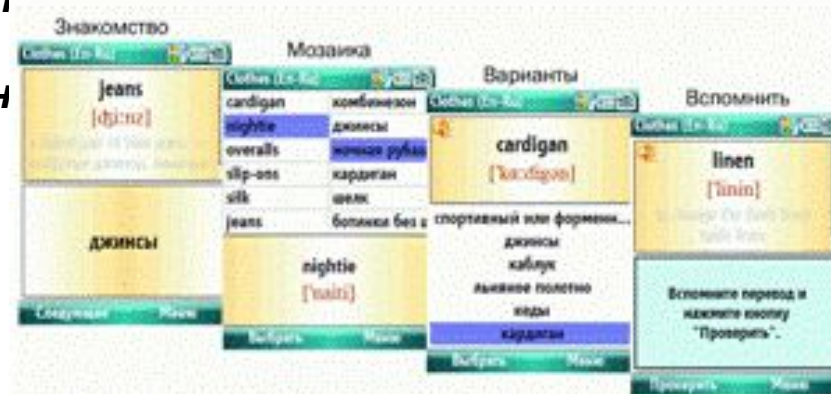 Знакомство
Clothes (En-Ru)
jeans
[dʒi:nz]
джинсы
Следующее Меню
Мозаика
Clothes (En-Ru)
cardigan комбинезон
nightie джинсы
overalls ночная рубаш
slip-ons кардиган
silk шелк
jeans ботинки без ш
nightie
['naiti]
Выбрать Меню
Варианты
Clothes (En-Ru)
cardigan
['ka:digən]
спортивный или форменн...
джинсы
каблук
льняное полотно
кеды
кардиган
Выбрать Меню
Вспомнить
Clothes (En-Ru)
linen
['linin]
Вспомните перевод и
нажмите кнопку
"Проверить".
Проверить Меню